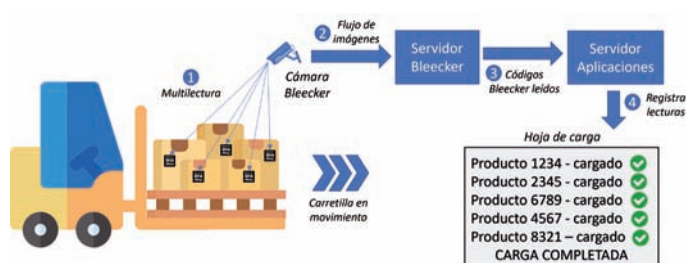 1
Multilectura
Cámara
Bleecker
2
Flujo de
imágenes
Servidor
Bleecker
3
Códigos
Bleecker leídos
Servidor
Aplicaciones
4
Registra
lecturas
Carretilla en
movimiento
Hoja de carga
Producto 1234 - cargado
Producto 2345 - cargado
Producto 6789 - cargado
Producto 4567 - cargado
Producto 8321 – cargado
CARGA COMPLETADA